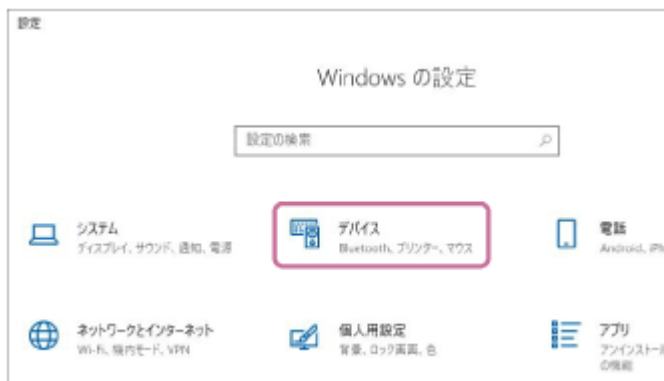 設定
Windows の設定
設定の検索
システム
ディスプレイ、サウンド、通知、電源
デバイス
Bluetooth、プリンター、マウス
電話
Android、iPh
ネットワークとインターネット
Wi-Fi、機内モード、VPN
個人用設定
背景、ロック画面、色
アプリ
アンインストール
の機能